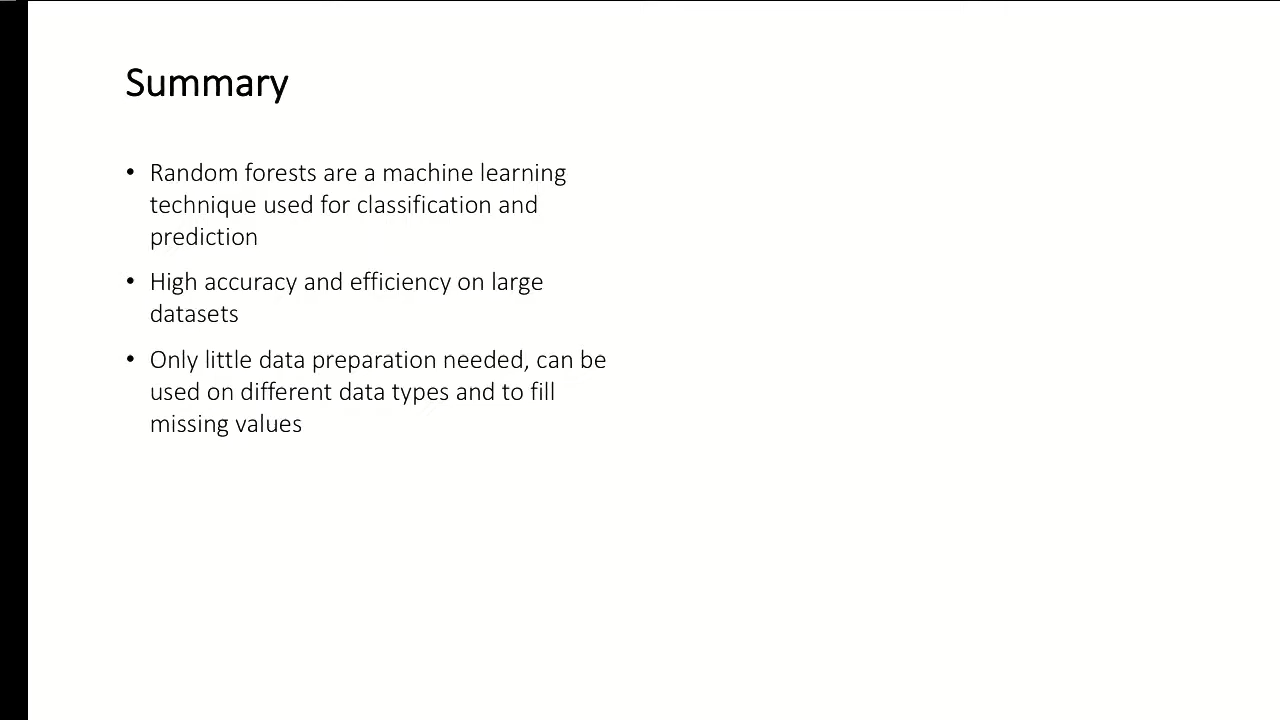 Summary
• Random forests are a machine learning
technique used for classification and
prediction
• High accuracy and efficiency on large
datasets
• Only little data preparation needed, can be
used on different data types and to fill
missing values